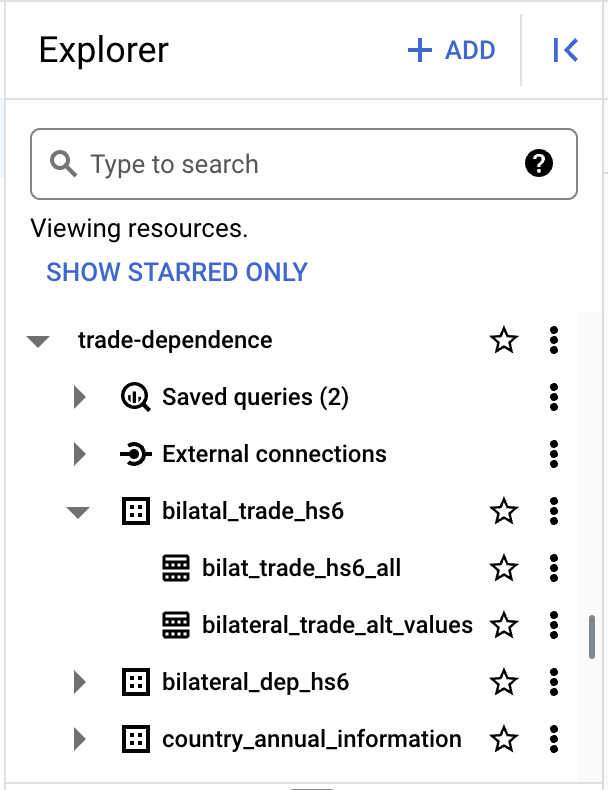 Explorer + ADD
Type to search
Viewing resources.
SHOW STARRED ONLY
trade-dependence
Saved queries (2)
External connections
bilatal_trade_hs6
bilat_trade_hs6_all
bilateral_trade_alt_values
bilateral_dep_hs6
country_annual_information